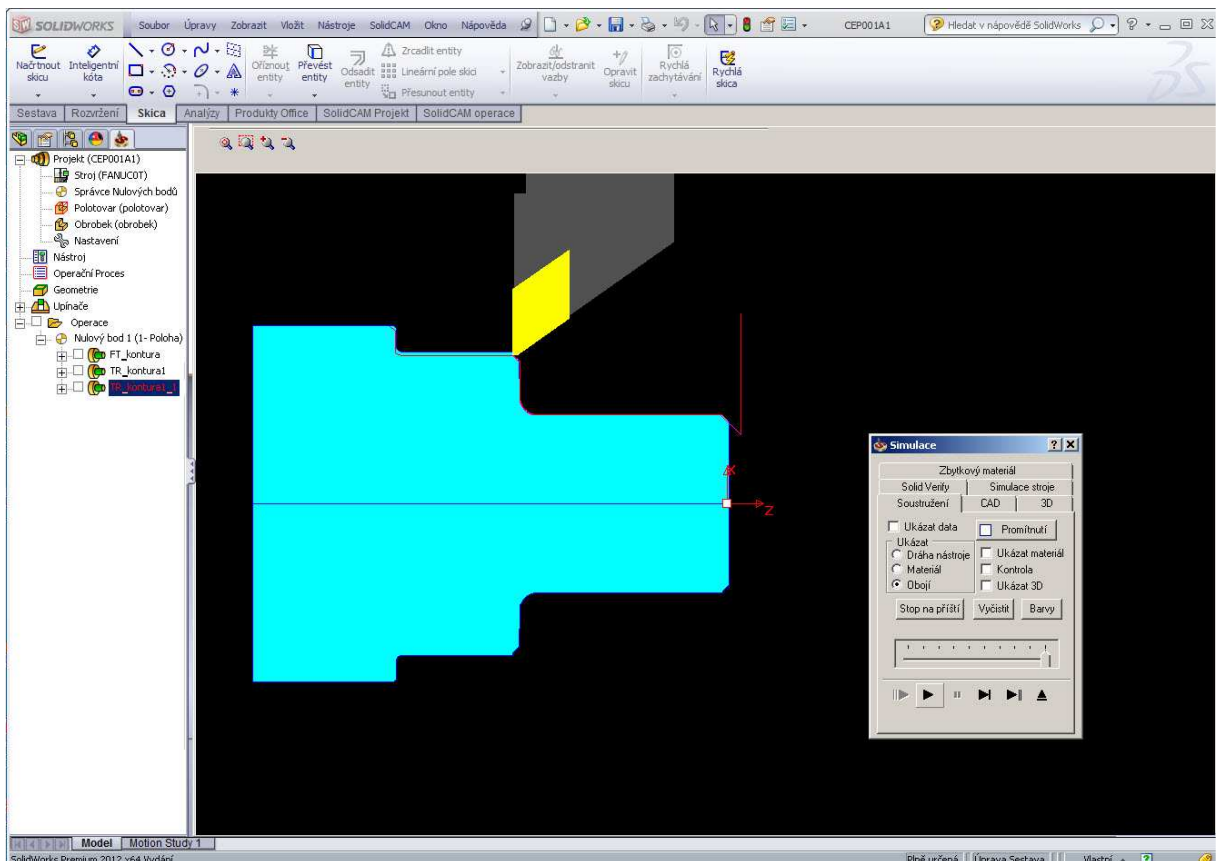 SOLIDWORKS Soubor Úpravy Zobrazit Vložit Nástroje SolidCAM Okno Nápověda CEP001A1 Hledat v nápovědě SolidWorks
Načrtnout skicu
Inteligentní kóta
Oříznout entity
Převést entity
Odsadit entity
Zrcadlit entity
Lineární pole skici
Přesunout entity
Zobrazit/odstranit vazby
Opravit skicu
Rychlá zachytávání
Rychlá skica
Sestava Rozvržení Skica Analýzy Produkty Office SolidCAM Projekt SolidCAM operace
Projekt (CEP001A1)
Stroj (FANUC0T)
Správce Nulových bodů
Polotovar (polotovar)
Obrobek (obrobek)
Nastavení
Nástroj
Operační Proces
Geometrie
Upínače
Operace
Nulový bod 1 (1- Poloha)
FT_kontura
TR_kontura1
TR_kontura1_1
X
Z
Simulace
Zbytkový materiál
Solid Verify Simulace stroje
Soustružení CAD 3D
Ukázat data Promítnutí
Ukázat
Dráha nástroje Ukázat materiál
Materiál Kontrola
Obojí Ukázat 3D
Stop na příští Vyčistit Barvy
Model Motion Study 1
SolidWorks Premium 2012 x64 Vydání Plně určená Úprava Sestava Vlastní